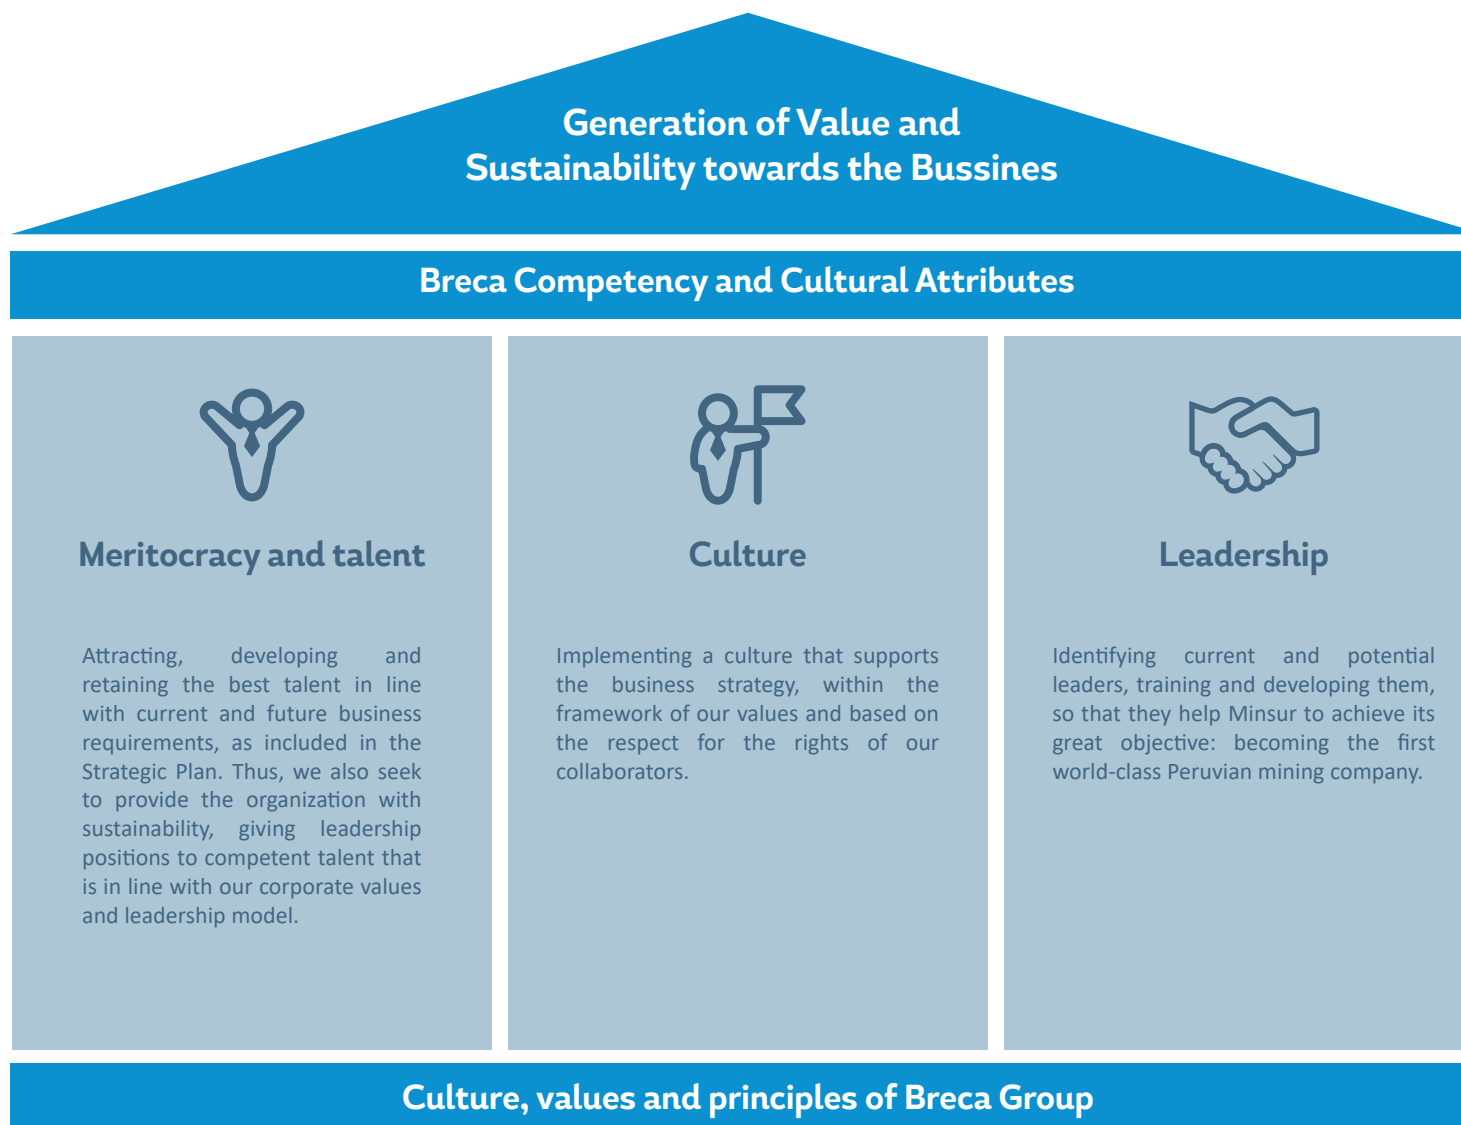 Generation of Value and
Sustainability towards the Bussines
Breca Competency and Cultural Attributes
Meritocracy and talent
Attracting, developing and
retaining the best talent in line
with current and future business
requirements, as included in the
Strategic Plan. Thus, we also seek
to provide the organization with
sustainability, giving leadership
positions to competent talent that
is in line with our corporate values
and leadership model.
Culture
Implementing a culture that supports
the business strategy, within the
framework of our values and based on
the respect for the rights of our
collaborators.
Leadership
Identifying current and potential
leaders, training and developing them,
so that they help Minsur to achieve its
great objective: becoming the first
world-class Peruvian mining company.
Culture, values and principles of Breca Group